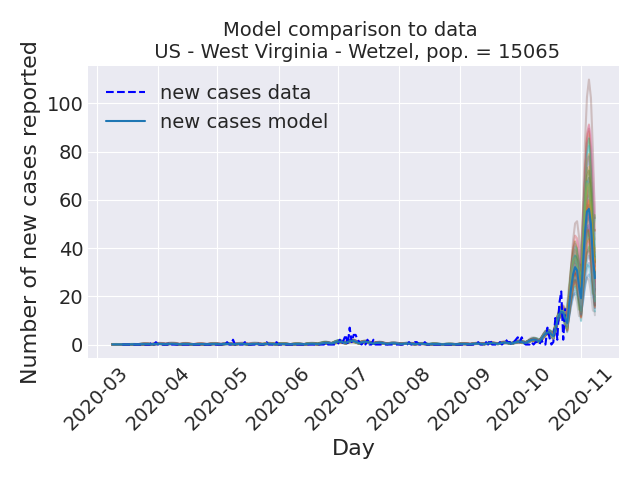 Model comparison to data
US - West Virginia - Wetzel, pop. = 15065
Number of new cases reported
100
80
60
40
20
0
new cases data
new cases model
2020-03
2020-04
2020-05
2020-06
2020-07
2020-08
2020-09
2020-10
2020-11
Day